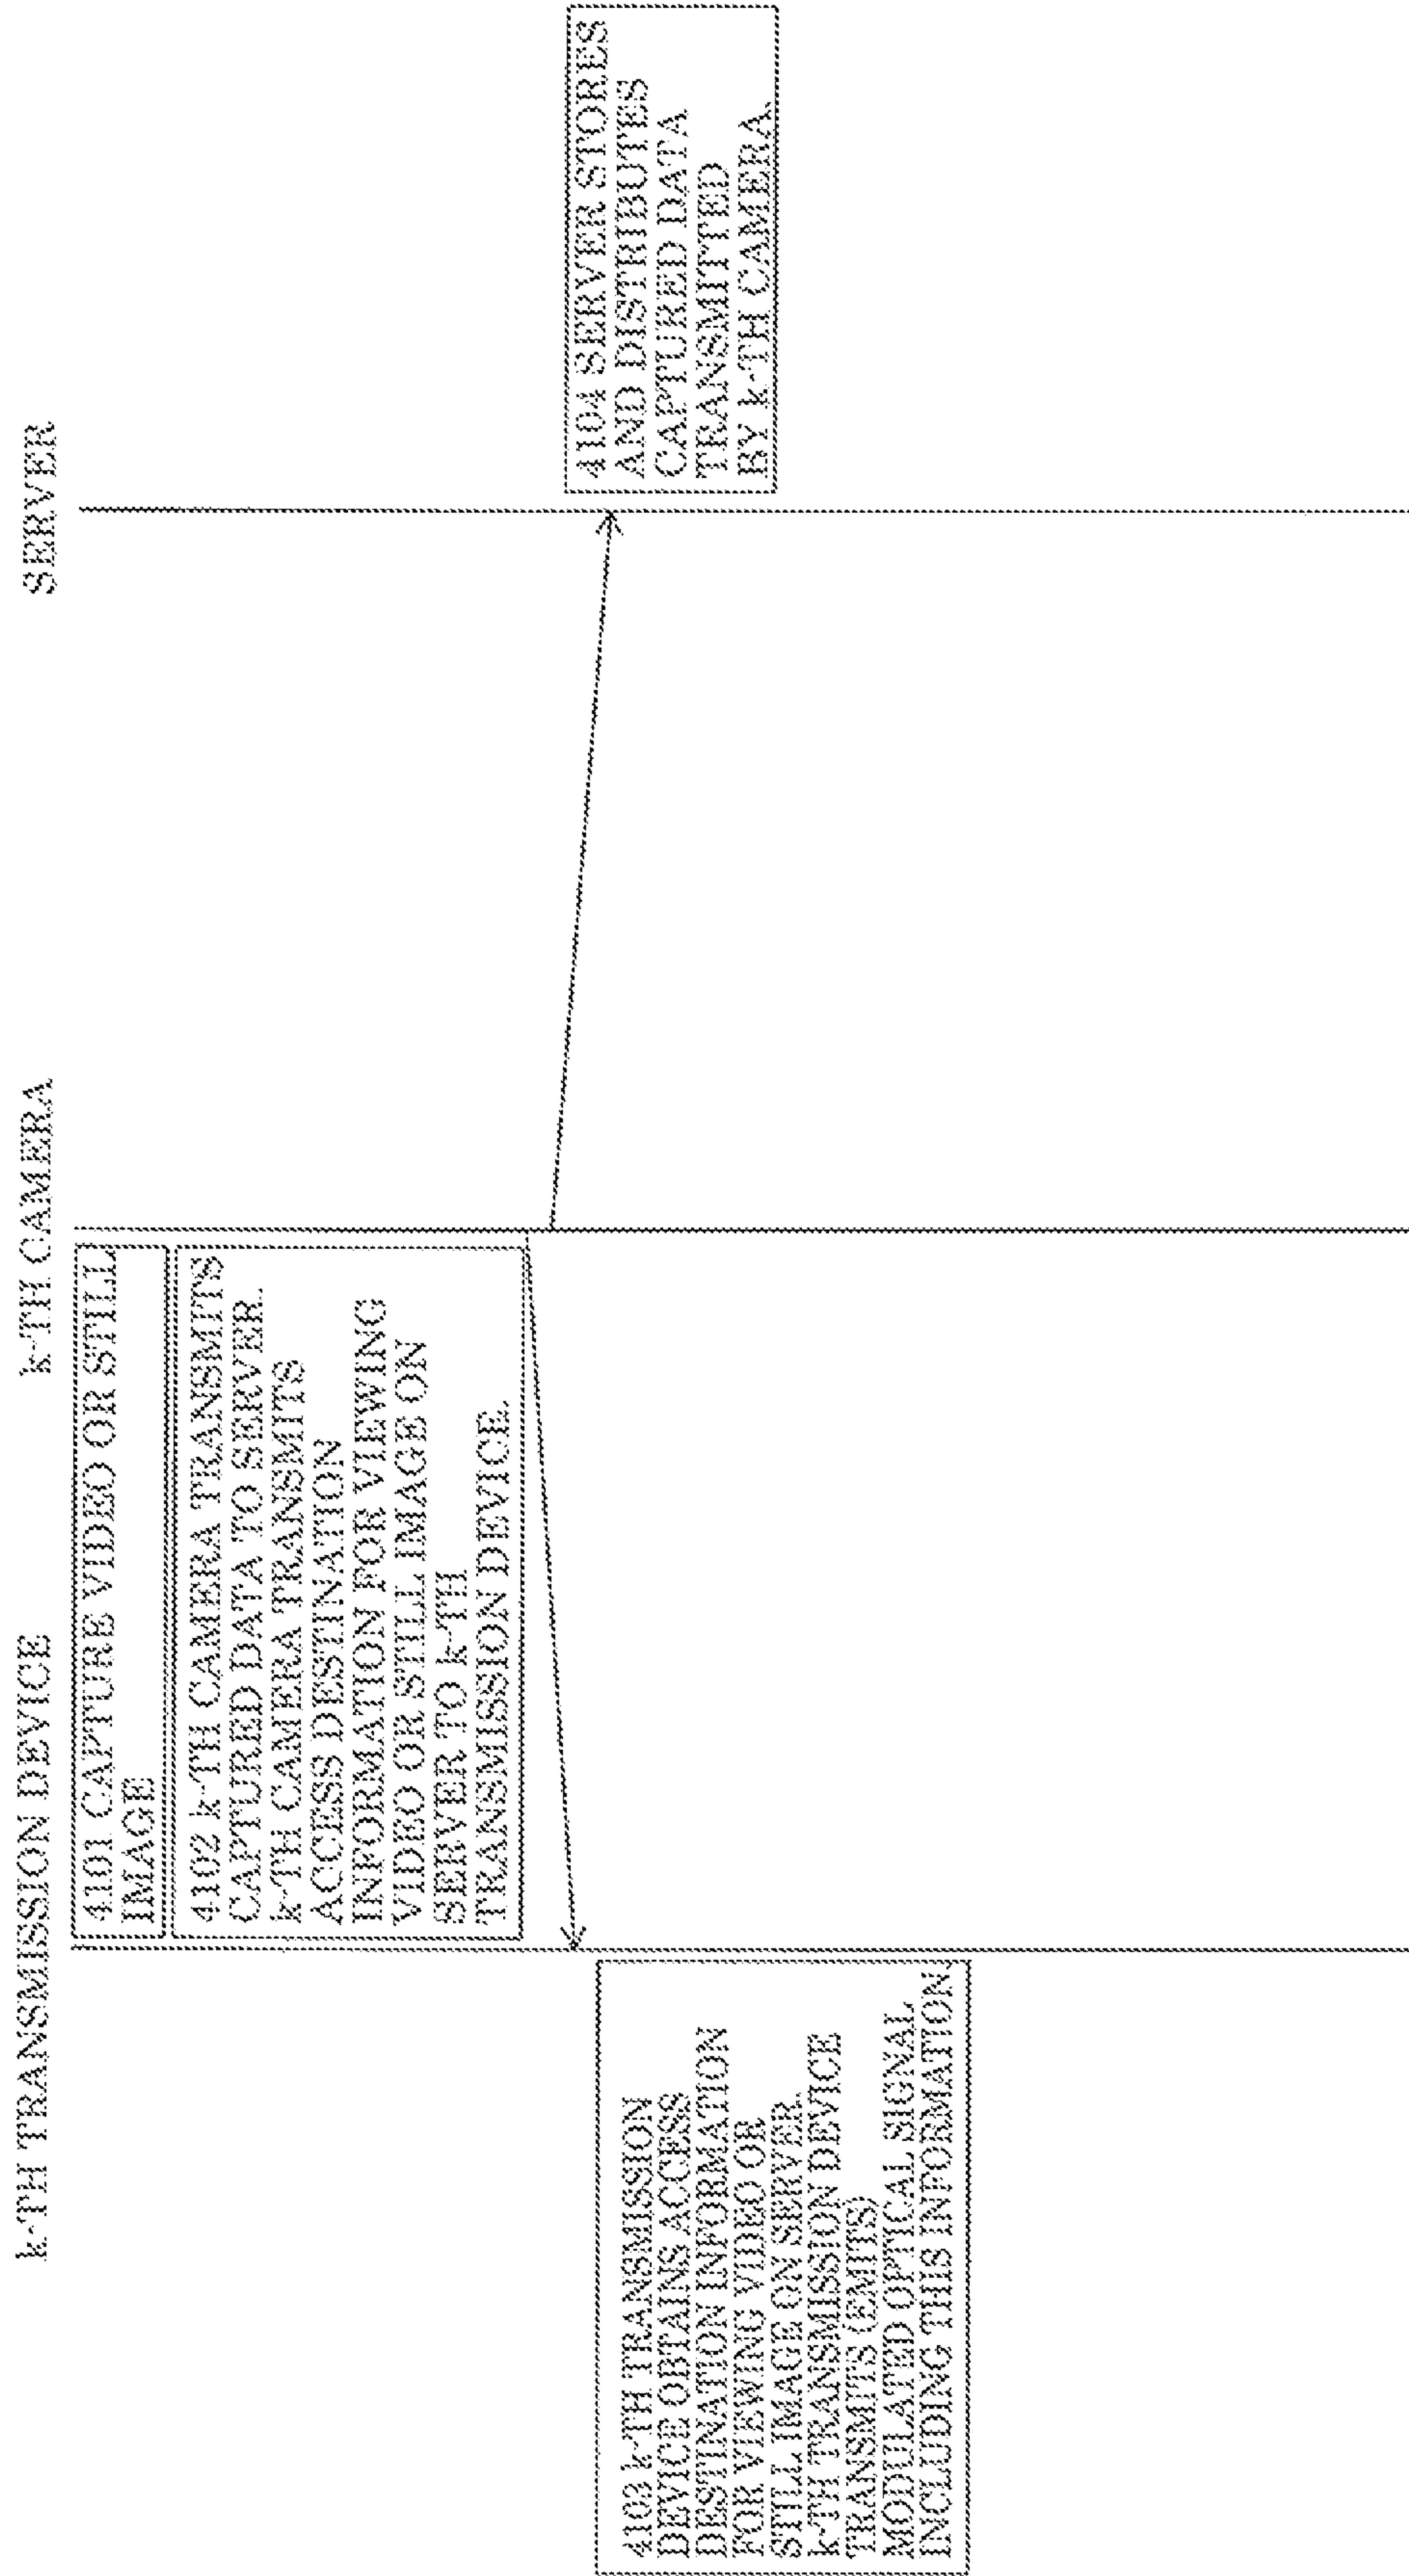 k-TH TRANSMISSION DEVICE
k-TH CAMERA
SERVER
4101 CAPTURE VIDEO OR STILL
IMAGE
4102 k-TH CAMERA TRANSMITS
CAPTURED DATA TO SERVER.
k-TH CAMERA TRANSMITS
ACCESS DESTINATION
INFORMATION FOR VIEWING
VIDEO OR STILL IMAGE ON
SERVER TO k-TH
TRANSMISSION DEVICE.
4103 k-TH TRANSMISSION
DEVICE OBTAINS ACCESS
DESTINATION INFORMATION
FOR VIEWING VIDEO OR
STILL IMAGE ON SERVER.
k-TH TRANSMISSION DEVICE
TRANSMITS (EMITS)
MODULATED OPTICAL SIGNAL
INCLUDING THIS INFORMATION.
4104 SERVER STORES
AND DISTRIBUTES
CAPTURED DATA
TRANSMITTED
BY k-TH CAMERA.